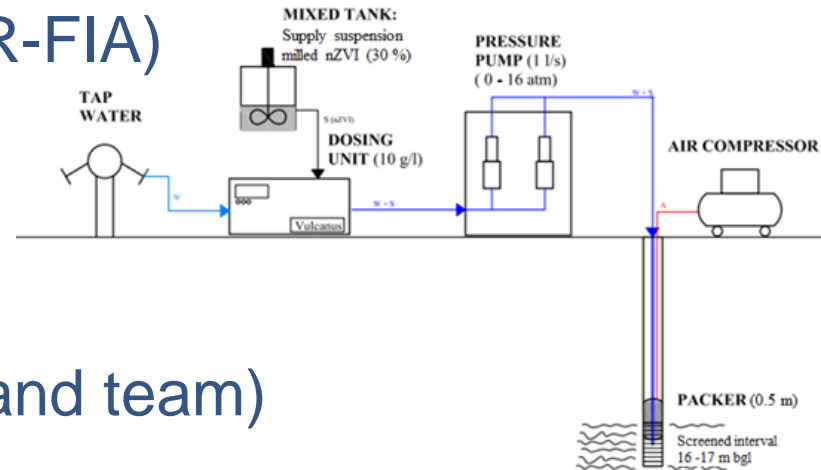 R-FIA)
MIXED TANK:
Supply suspension
milled nZVI (30 %)
PRESSURE
PUMP (1 l/s)
( 0 - 16 atm)
TAP
WATER
S (nZVI)
W + S
DOSING
UNIT (10 g/l)
AIR COMPRESSOR
W
Vulcanus
W + S
A
and team)
PACKER (0.5 m)
Screened interval
16 -17 m bgl